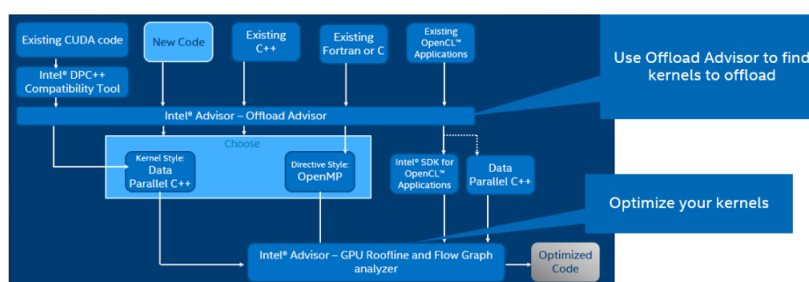 Existing CUDA code
New Code
Existing
C++
Existing
Fortran or C
Existing
OpenCL™
Applications
Use Offload Advisor to find
kernels to offload
Intel® DPC++
Compatibility Tool
Intel® Advisor – Offload Advisor
Choose
Kernel Style:
Data
Parallel C++
Directive Style:
OpenMP
Intel® SDK for
OpenCL™
Applications
Data
Parallel C++
Optimize your kernels
Intel® Advisor – GPU Roofline and Flow Graph
analyzer
Optimized
Code